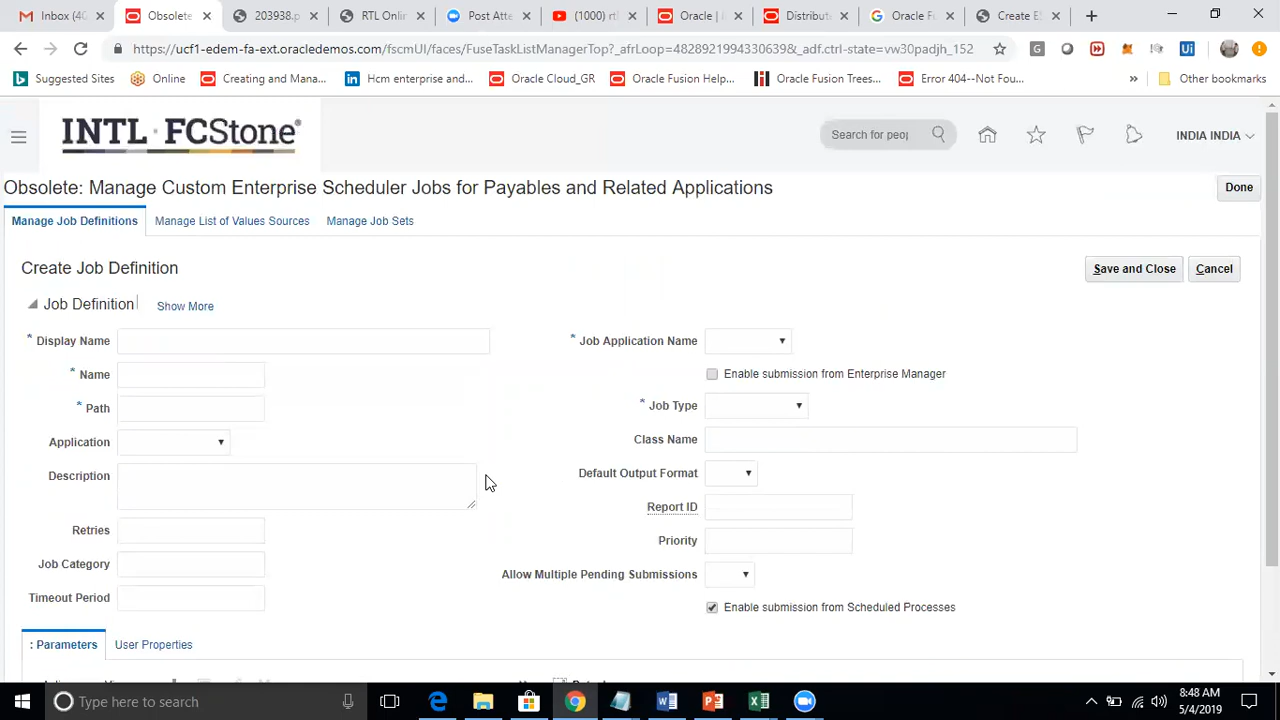 Inbox (40
Obsolete
203938.p
RTL Onli
Post Atte
(1000) rt
Oracle |
Distribut
Oracle E
Create ES
https://ucf1-edem-fa-ext.oracledemos.com/fscmUI/faces/FuseTaskListManagerTop?_afrLoop=48289219943306398&_adf.ctrl-state=vw30padjh_152
Suggested Sites
Online
Creating and Mana...
Hcm enterprise and...
Oracle Cloud_GR
Oracle Fusion Help...
Oracle Fusion Trees...
Error 404--Not Fou...
»
Other bookmarks
INTL FCStone®
Search for peop
INDIA INDIA
Obsolete: Manage Custom Enterprise Scheduler Jobs for Payables and Related Applications
Done
Manage Job Definitions
Manage List of Values Sources
Manage Job Sets
Create Job Definition
Save and Close
Cancel
Job Definition
Show More
* Display Name
* Job Application Name
* Name
Enable submission from Enterprise Manager
* Path
* Job Type
Application
Class Name
Description
Default Output Format
Report ID
Retries
Priority
Job Category
Allow Multiple Pending Submissions
Timeout Period
Enable submission from Scheduled Processes
: Parameters
User Properties
Type here to search
8:48 AM
5/4/2019